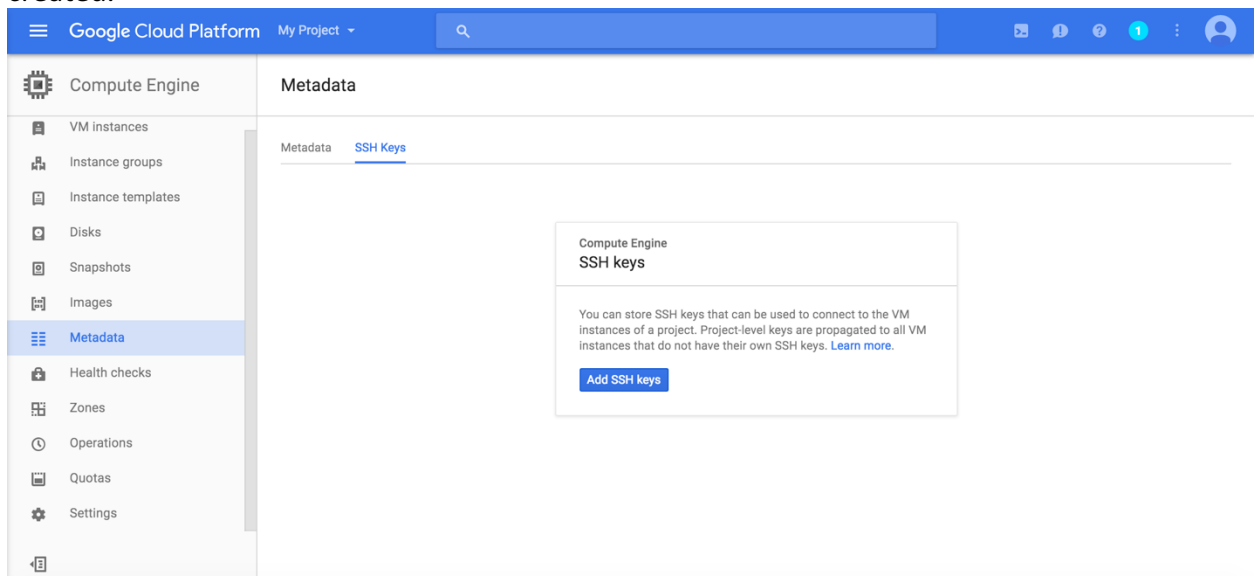 Google Cloud Platform My Project
1
Compute Engine
Metadata
VM instances
Instance groups
Instance templates
Disks
Snapshots
Images
Metadata
Health checks
Zones
Operations
Quotas
Settings
Metadata SSH Keys
Compute Engine
SSH keys
You can store SSH keys that can be used to connect to the VM
instances of a project. Project-level keys are propagated to all VM
instances that do not have their own SSH keys. Learn more.
Add SSH keys